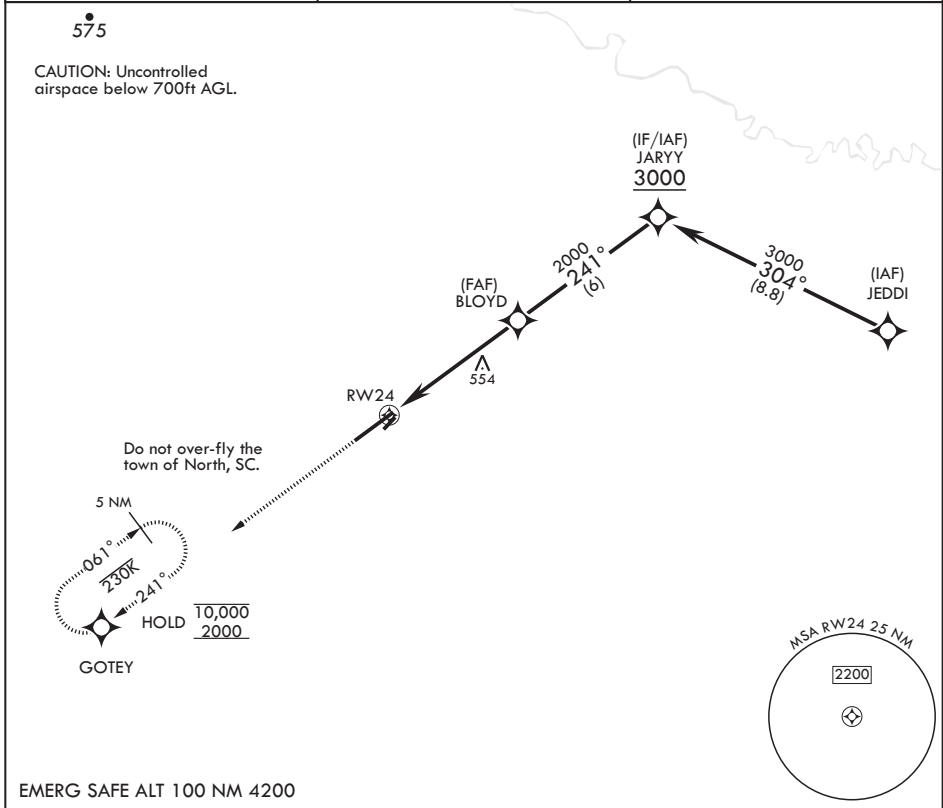 575
CAUTION: Uncontrolled
airspace below 700ft AGL.
(IF/IAF)
JARYY
3000
2000
241°
(6)
3000
304°
(8.8)
(IAF)
JEDDI
(FAF)
BLOYD
554
RW24
Do not over-fly the
town of North, SC.
5 NM
061°
230K
241°
HOLD
10,000
2000
GOTEY
MSA RW24 25 NM
2200
EMERG SAFE ALT 100 NM 4200